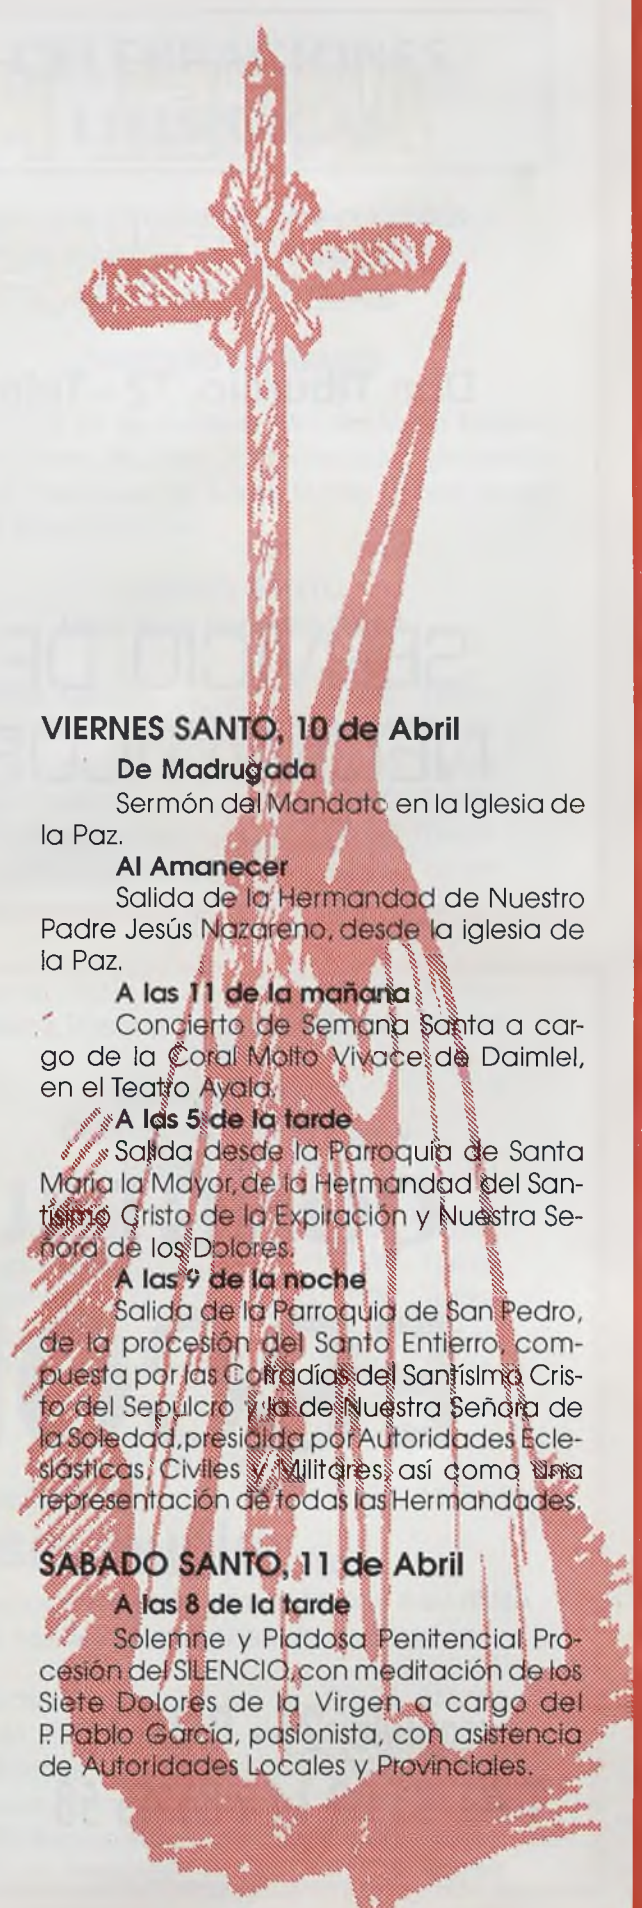 VIERNES SANTO, 10 de Abril
De Madrugada
Sermón del Mandato en la Iglesia de
la Paz.
Al Amanecer
Salida de la Hermandad de Nuestro
Padre Jesús Nazareno, desde la iglesia de
la Paz.
A las 11 de la mañana
Concierto de Semana Santa a car-
go de la Coral Molto Vivace de Daimiel,
en el Teatro Ayala.
A las 5 de la tarde
Salida desde la Parroquia de Santa
María la Mayor, de la Hermandad del San-
tísimo Cristo de la Expiración y Nuestra Se-
ñora de los Dolores.
A las 9 de la noche
Salida de la Parroquia de San Pedro,
de la procesión del Santo Entierro, com-
puesta por las Cofradías del Santísimo Cris-
to del Sepulcro y la de Nuestra Señora de
la Soledad, presidida por Autoridades Ecle-
siásticas, Civiles y Militares, así como una
representación de todas las Hermandades.
SABADO SANTO, 11 de Abril
A las 8 de la tarde
Solemne y Piadosa Penitencial Pro-
cesión del SILENCIO, con meditación de los
Siete Dolores de la Virgen a cargo del
P. Pablo García, pasionista, con asistencia
de Autoridades Locales y Provinciales.